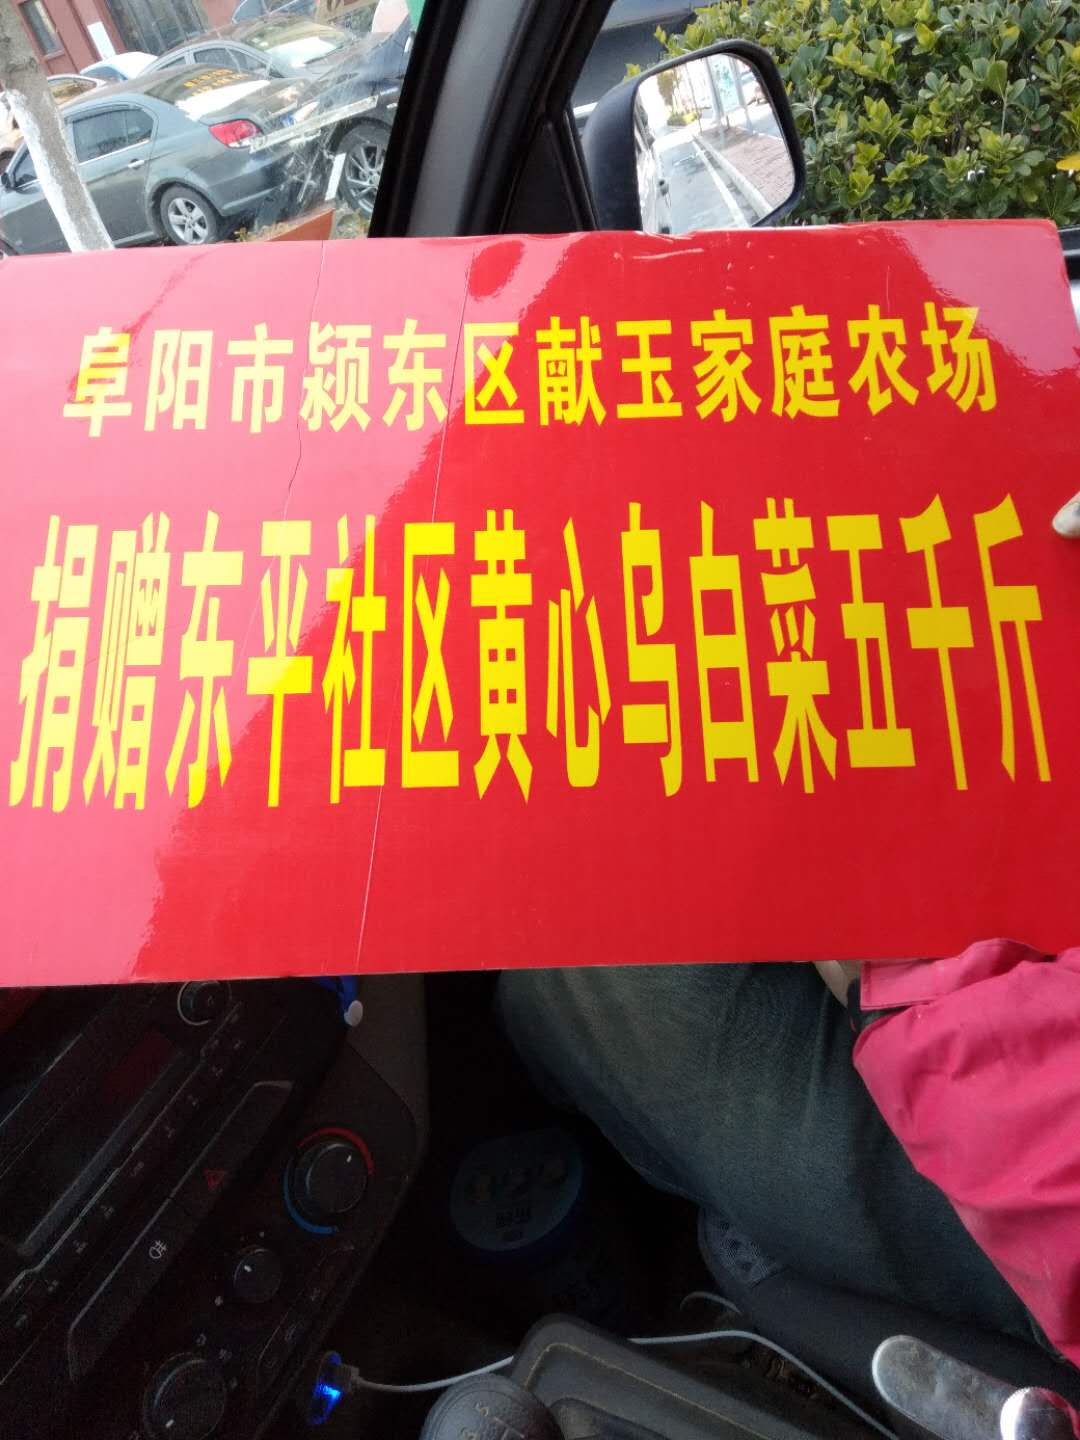 阜阳市颍东区献玉家庭农场
捐赠东平社区黄心乌白菜五千斤